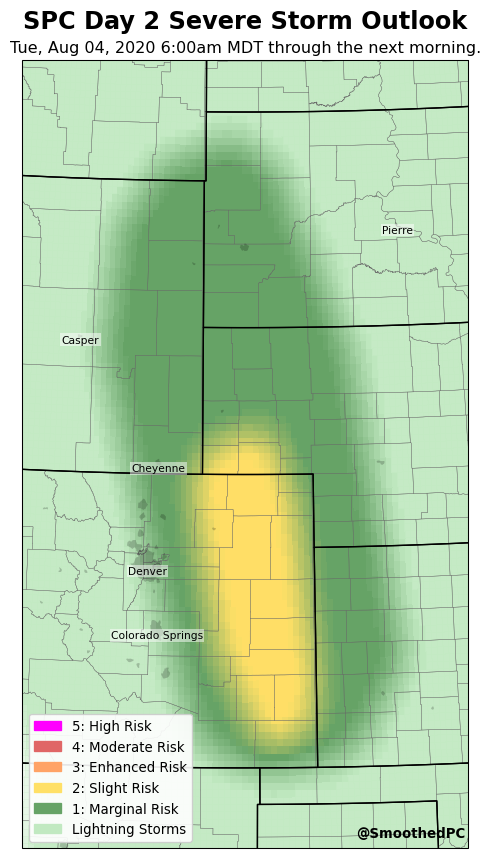 SPC Day 2 Severe Storm Outlook
Tue, Aug 04, 2020 6:00am MDT through the next morning.
Pierre
Casper
Cheyenne
Denver
Colorado Springs
5: High Risk
4: Moderate Risk
3: Enhanced Risk
2: Slight Risk
1: Marginal Risk
Lightning Storms
@SmoothedPC